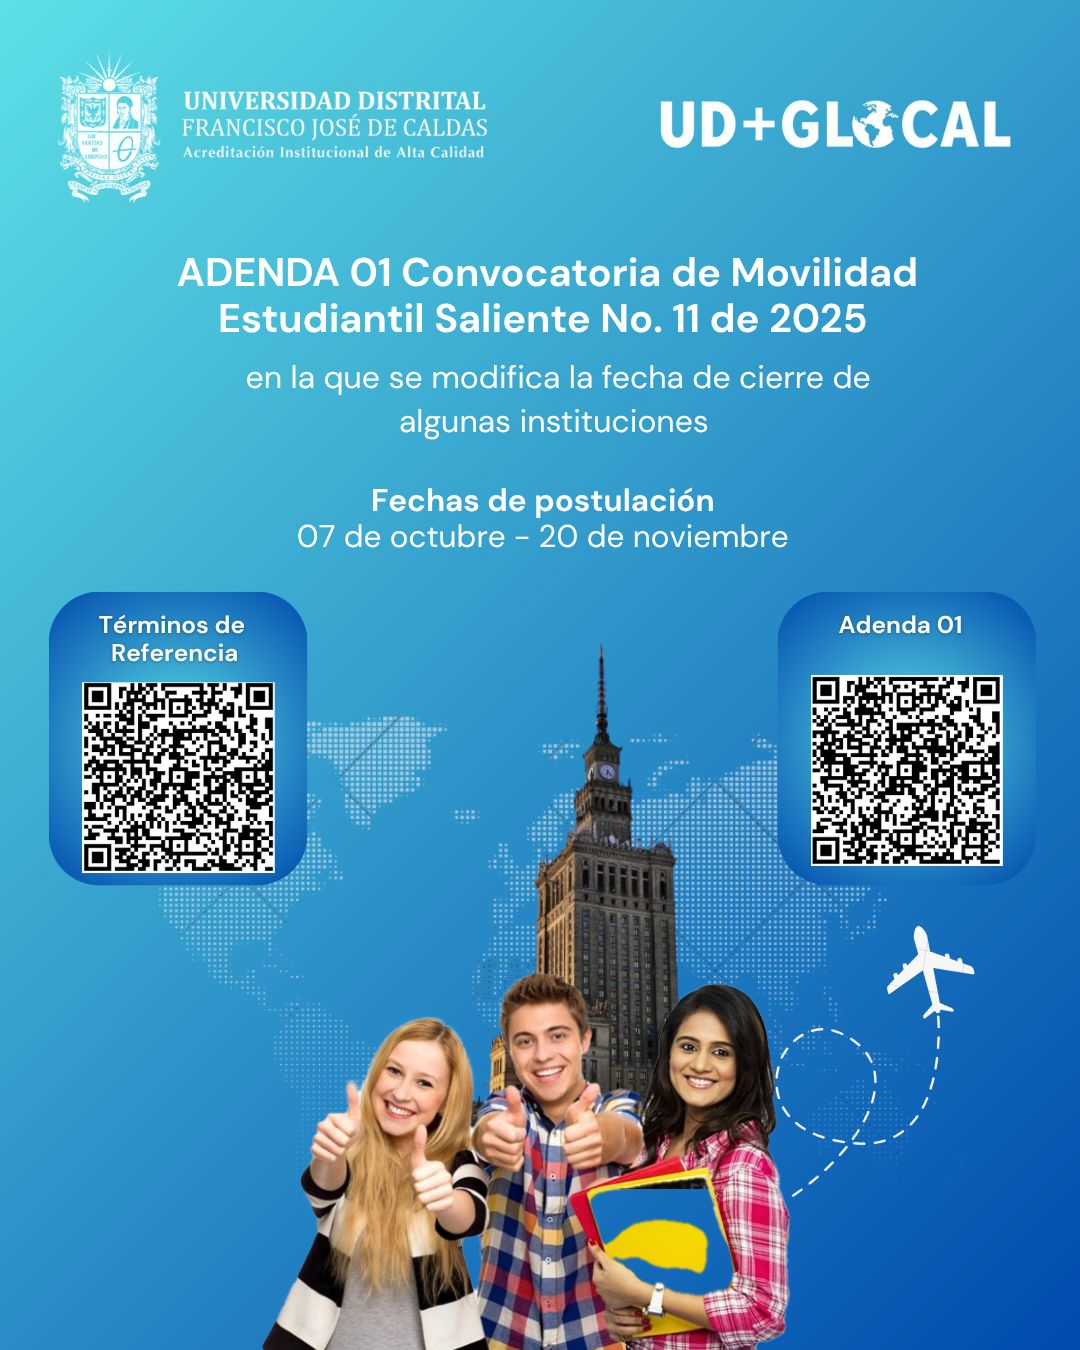 UNIVERSIDAD DISTRITAL
FRANCISCO JOSÉ DE CALDAS
Acreditación Institucional de Alta Calidad
UD+GLOCAL
ADENDA 01 Convocatoria de Movilidad
Estudiantil Saliente No. 11 de 2025
en la que se modifica la fecha de cierre de
algunas instituciones
Fechas de postulación
07 de octubre - 20 de noviembre
Términos de
Referencia
Adenda 01